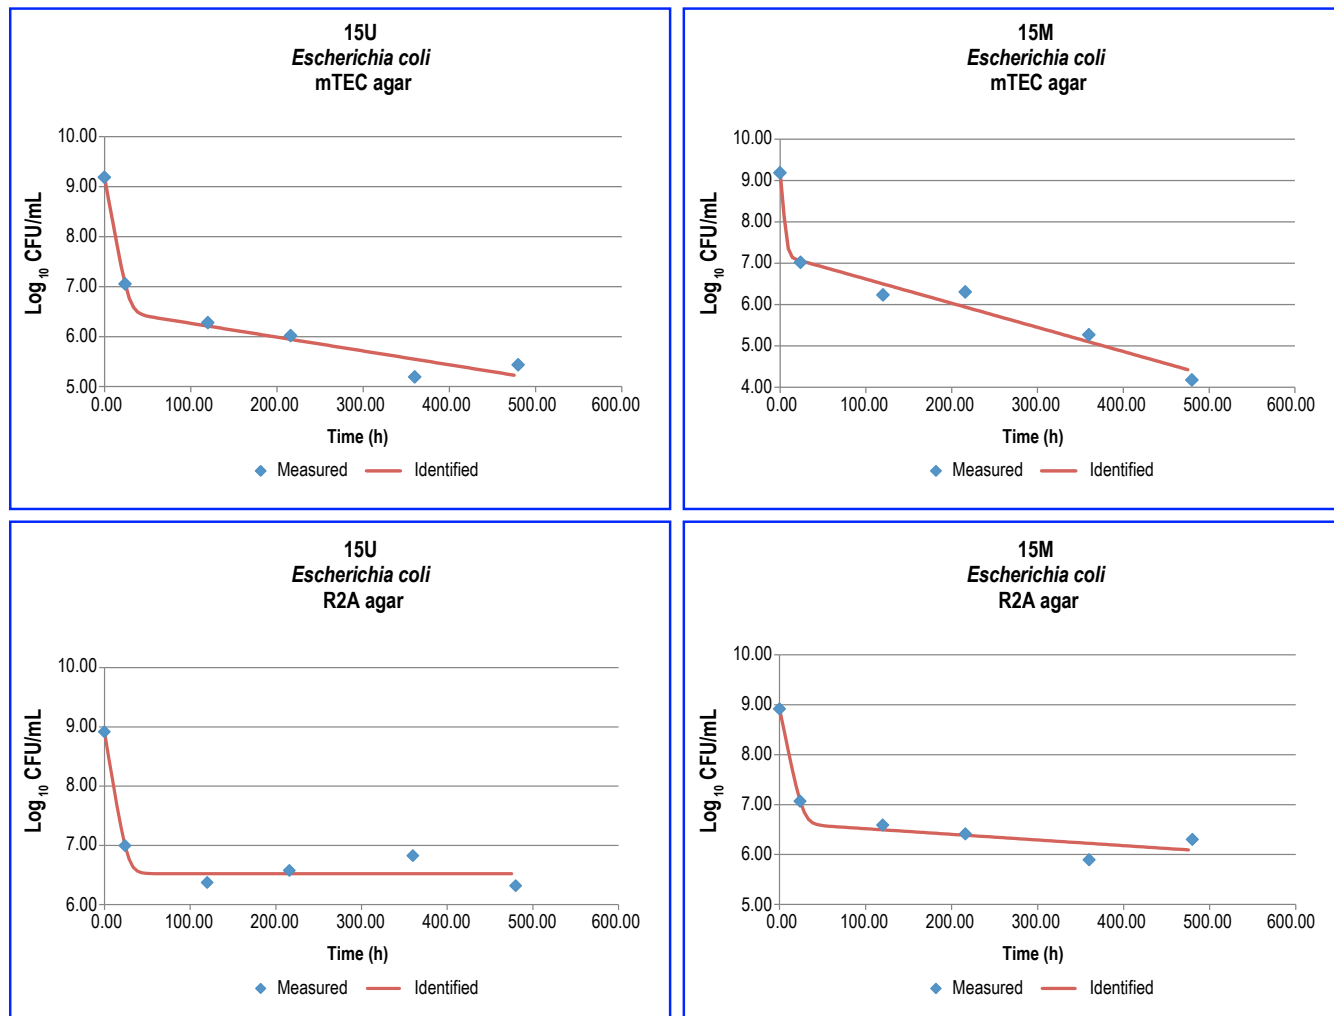 15U
Escherichia coli
mTEC agar
10.00
9.00
8.00
7.00
6.00
5.00
Log10 CFU/mL
0.00 100.00 200.00 300.00 400.00 500.00 600.00
Time (h)
Measured Identified
15M
Escherichia coli
mTEC agar
10.00
9.00
8.00
7.00
6.00
5.00
4.00
Log10 CFU/mL
0.00 100.00 200.00 300.00 400.00 500.00 600.00
Time (h)
Measured Identified
15U
Escherichia coli
R2A agar
10.00
9.00
8.00
7.00
6.00
Log10 CFU/mL
0.00 100.00 200.00 300.00 400.00 500.00 600.00
Time (h)
Measured Identified
15M
Escherichia coli
R2A agar
10.00
9.00
8.00
7.00
6.00
5.00
Log10 CFU/mL
0.00 100.00 200.00 300.00 400.00 500.00 600.00
Time (h)
Measured Identified